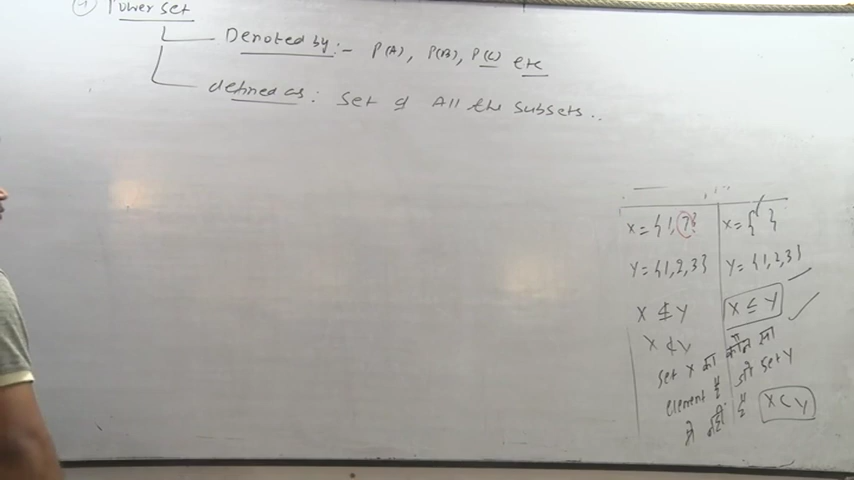 Power set
Denoted by :- P(A), P(B), P(C) etc
defined as : Set of All the subsets..
X = {1, 7}
Y = {1,2,3}
X ⊈ Y
X ⊄ Y
X = { }
Y = {1,2,3}
X ⊆ Y
set X का कौन सा
element है जो set Y
में नहीं है
X ⊂ Y